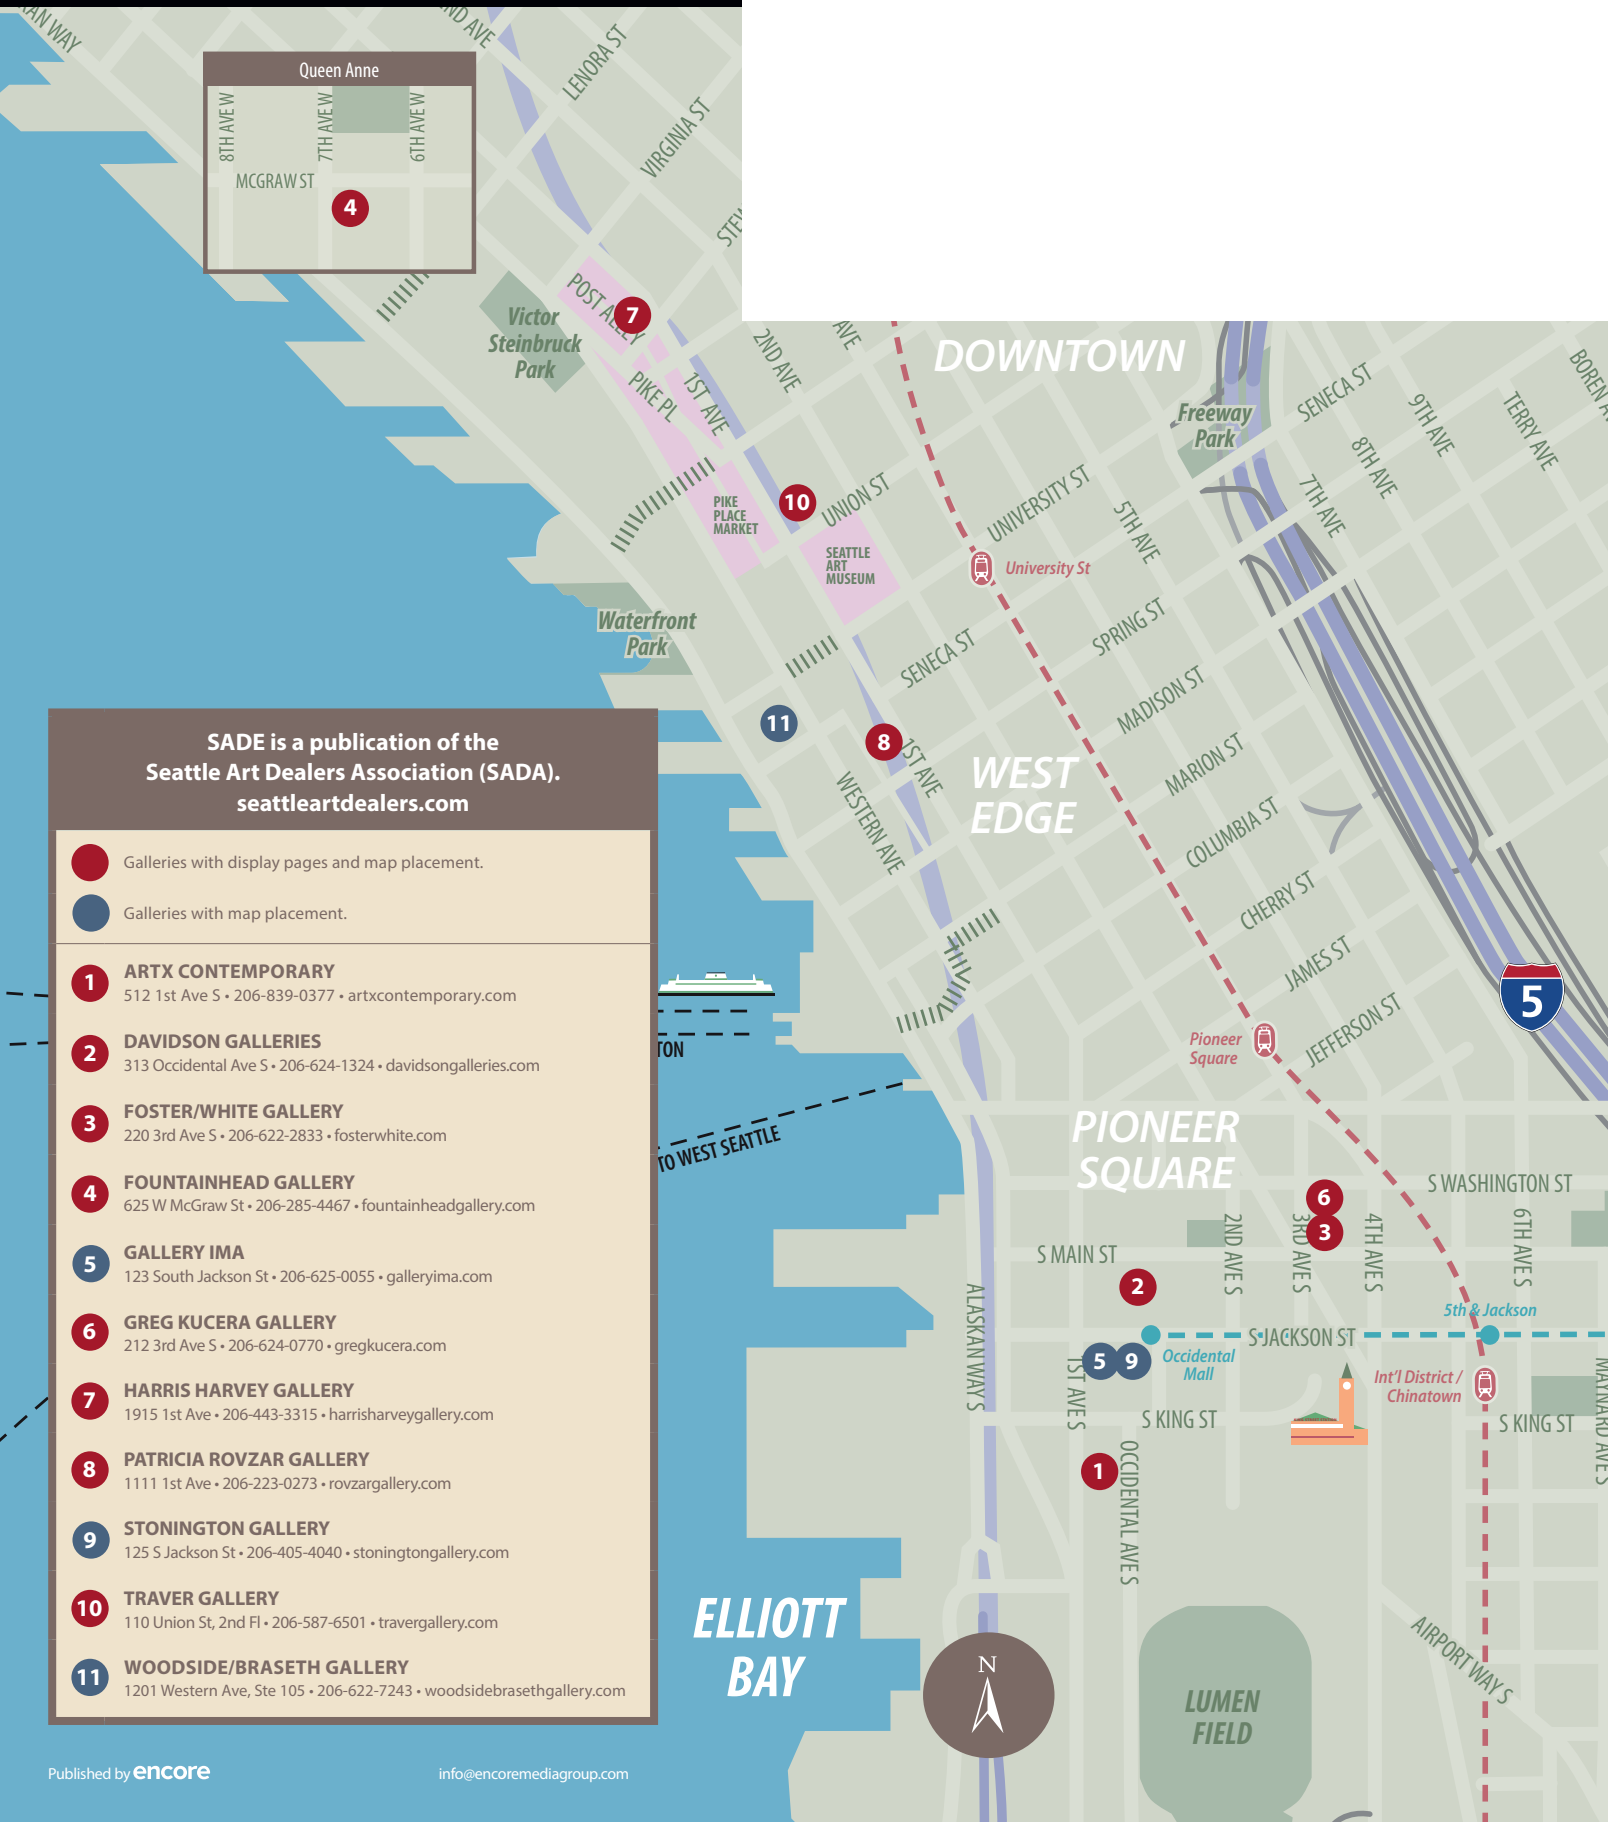 Queen Anne
8TH AVE W
7TH AVE W
6TH AVE W
MCGRAW ST
4
LENORA ST
VIRGINIA ST
POST ALLEY
7
Victor
Steinbruck
Park
PIKE PL
1ST AVE
2ND AVE
AVE
DOWNTOWN
Freeway
Park
SENECA ST
9TH AVE
8TH AVE
7TH AVE
TERRY AVE
BOREN
PIKE
PLACE
MARKET
10
UNION ST
SEATTLE
ART
MUSEUM
UNIVERSITY ST
5TH AVE
University St
Waterfront
Park
SENECA ST
SPRING ST
MADISON ST
MARION ST
COLUMBIA ST
CHERRY ST
JAMES ST
JEFFERSON ST
11
8
1ST AVE
WESTERN AVE
WEST
EDGE
5
Pioneer
Square
SADE is a publication of the
Seattle Art Dealers Association (SADA).
seattleartdealers.com
Galleries with display pages and map placement.
Galleries with map placement.
1
ARTX CONTEMPORARY
512 1st Ave S • 206-839-0377 • artxcontemporary.com
2
DAVIDSON GALLERIES
313 Occidental Ave S • 206-624-1324 • davidsongalleries.com
3
FOSTER/WHITE GALLERY
220 3rd Ave S • 206-622-2833 • fosterwhite.com
4
FOUNTAINHEAD GALLERY
625 W McGraw St • 206-285-4467 • fountainheadgallery.com
5
GALLERY IMA
123 South Jackson St • 206-625-0055 • galleryima.com
6
GREG KUCERA GALLERY
212 3rd Ave S • 206-624-0770 • gregkucera.com
7
HARRIS HARVEY GALLERY
1915 1st Ave • 206-443-3315 • harrisharveygallery.com
8
PATRICIA ROVZAR GALLERY
1111 1st Ave • 206-223-0273 • rovzargallery.com
9
STONINGTON GALLERY
125 S Jackson St • 206-405-4040 • stoningtongallery.com
10
TRAVER GALLERY
110 Union St, 2nd Fl • 206-587-6501 • travergallery.com
11
WOODSIDE/BRASETH GALLERY
1201 Western Ave, Ste 105 • 206-622-7243 • woodsidebrasethgallery.com
TON
TO WEST SEATTLE
PIONEER
SQUARE
S WASHINGTON ST
6
3
2ND AVE S
3RD AVE S
4TH AVE S
6TH AVE S
S MAIN ST
2
ALASKAN WAY S
5th & Jackson
S JACKSON ST
5
9
Occidental
Mall
1ST AVE S
Int'l District /
Chinatown
MAYNARD AVE S
S KING ST
S KING ST
1
OCCIDENTAL AVE S
AIRPORT WAY S
ELLIOTT
BAY
N
LUMEN
FIELD
Published by encore
info@encoremediagroup.com